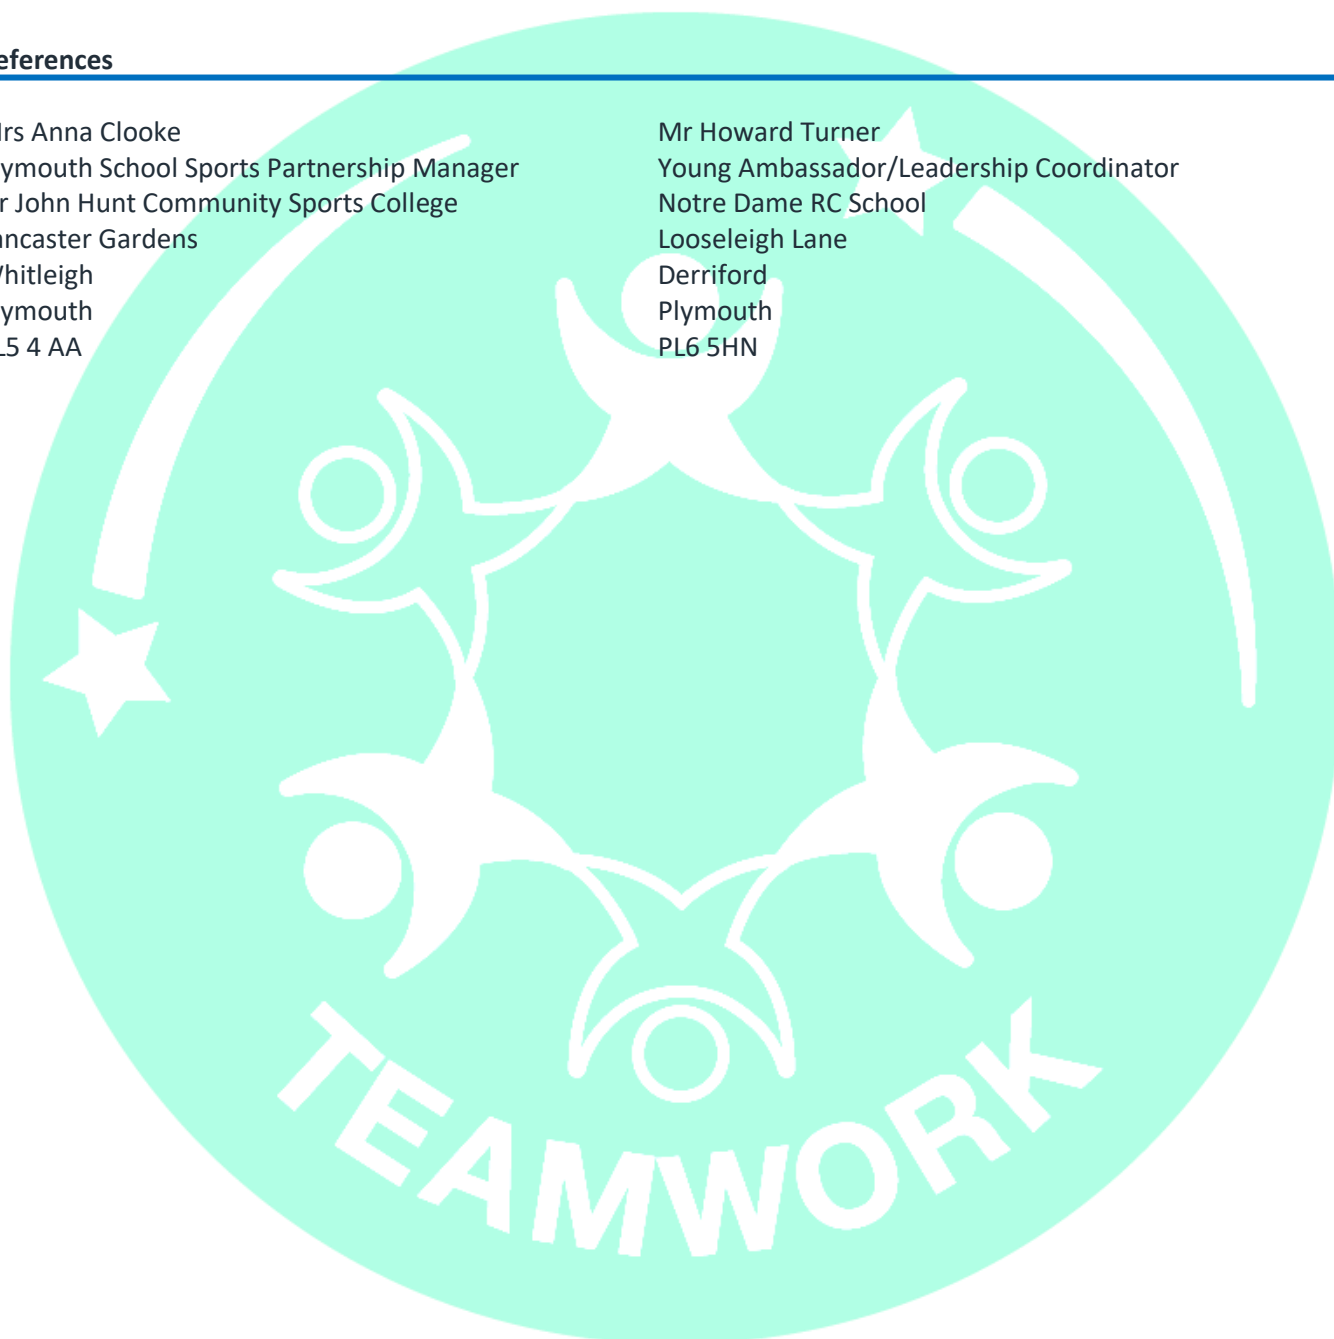 eferences
rs Anna Clooke
ymouth School Sports Partnership Manager
r John Hunt Community Sports College
ancaster Gardens
hitleigh
ymouth
L5 4 AA
Mr Howard Turner
Young Ambassador/Leadership Coordinator
Notre Dame RC School
Looseleigh Lane
Derriford
Plymouth
PL6 5HN
TEAMWORK